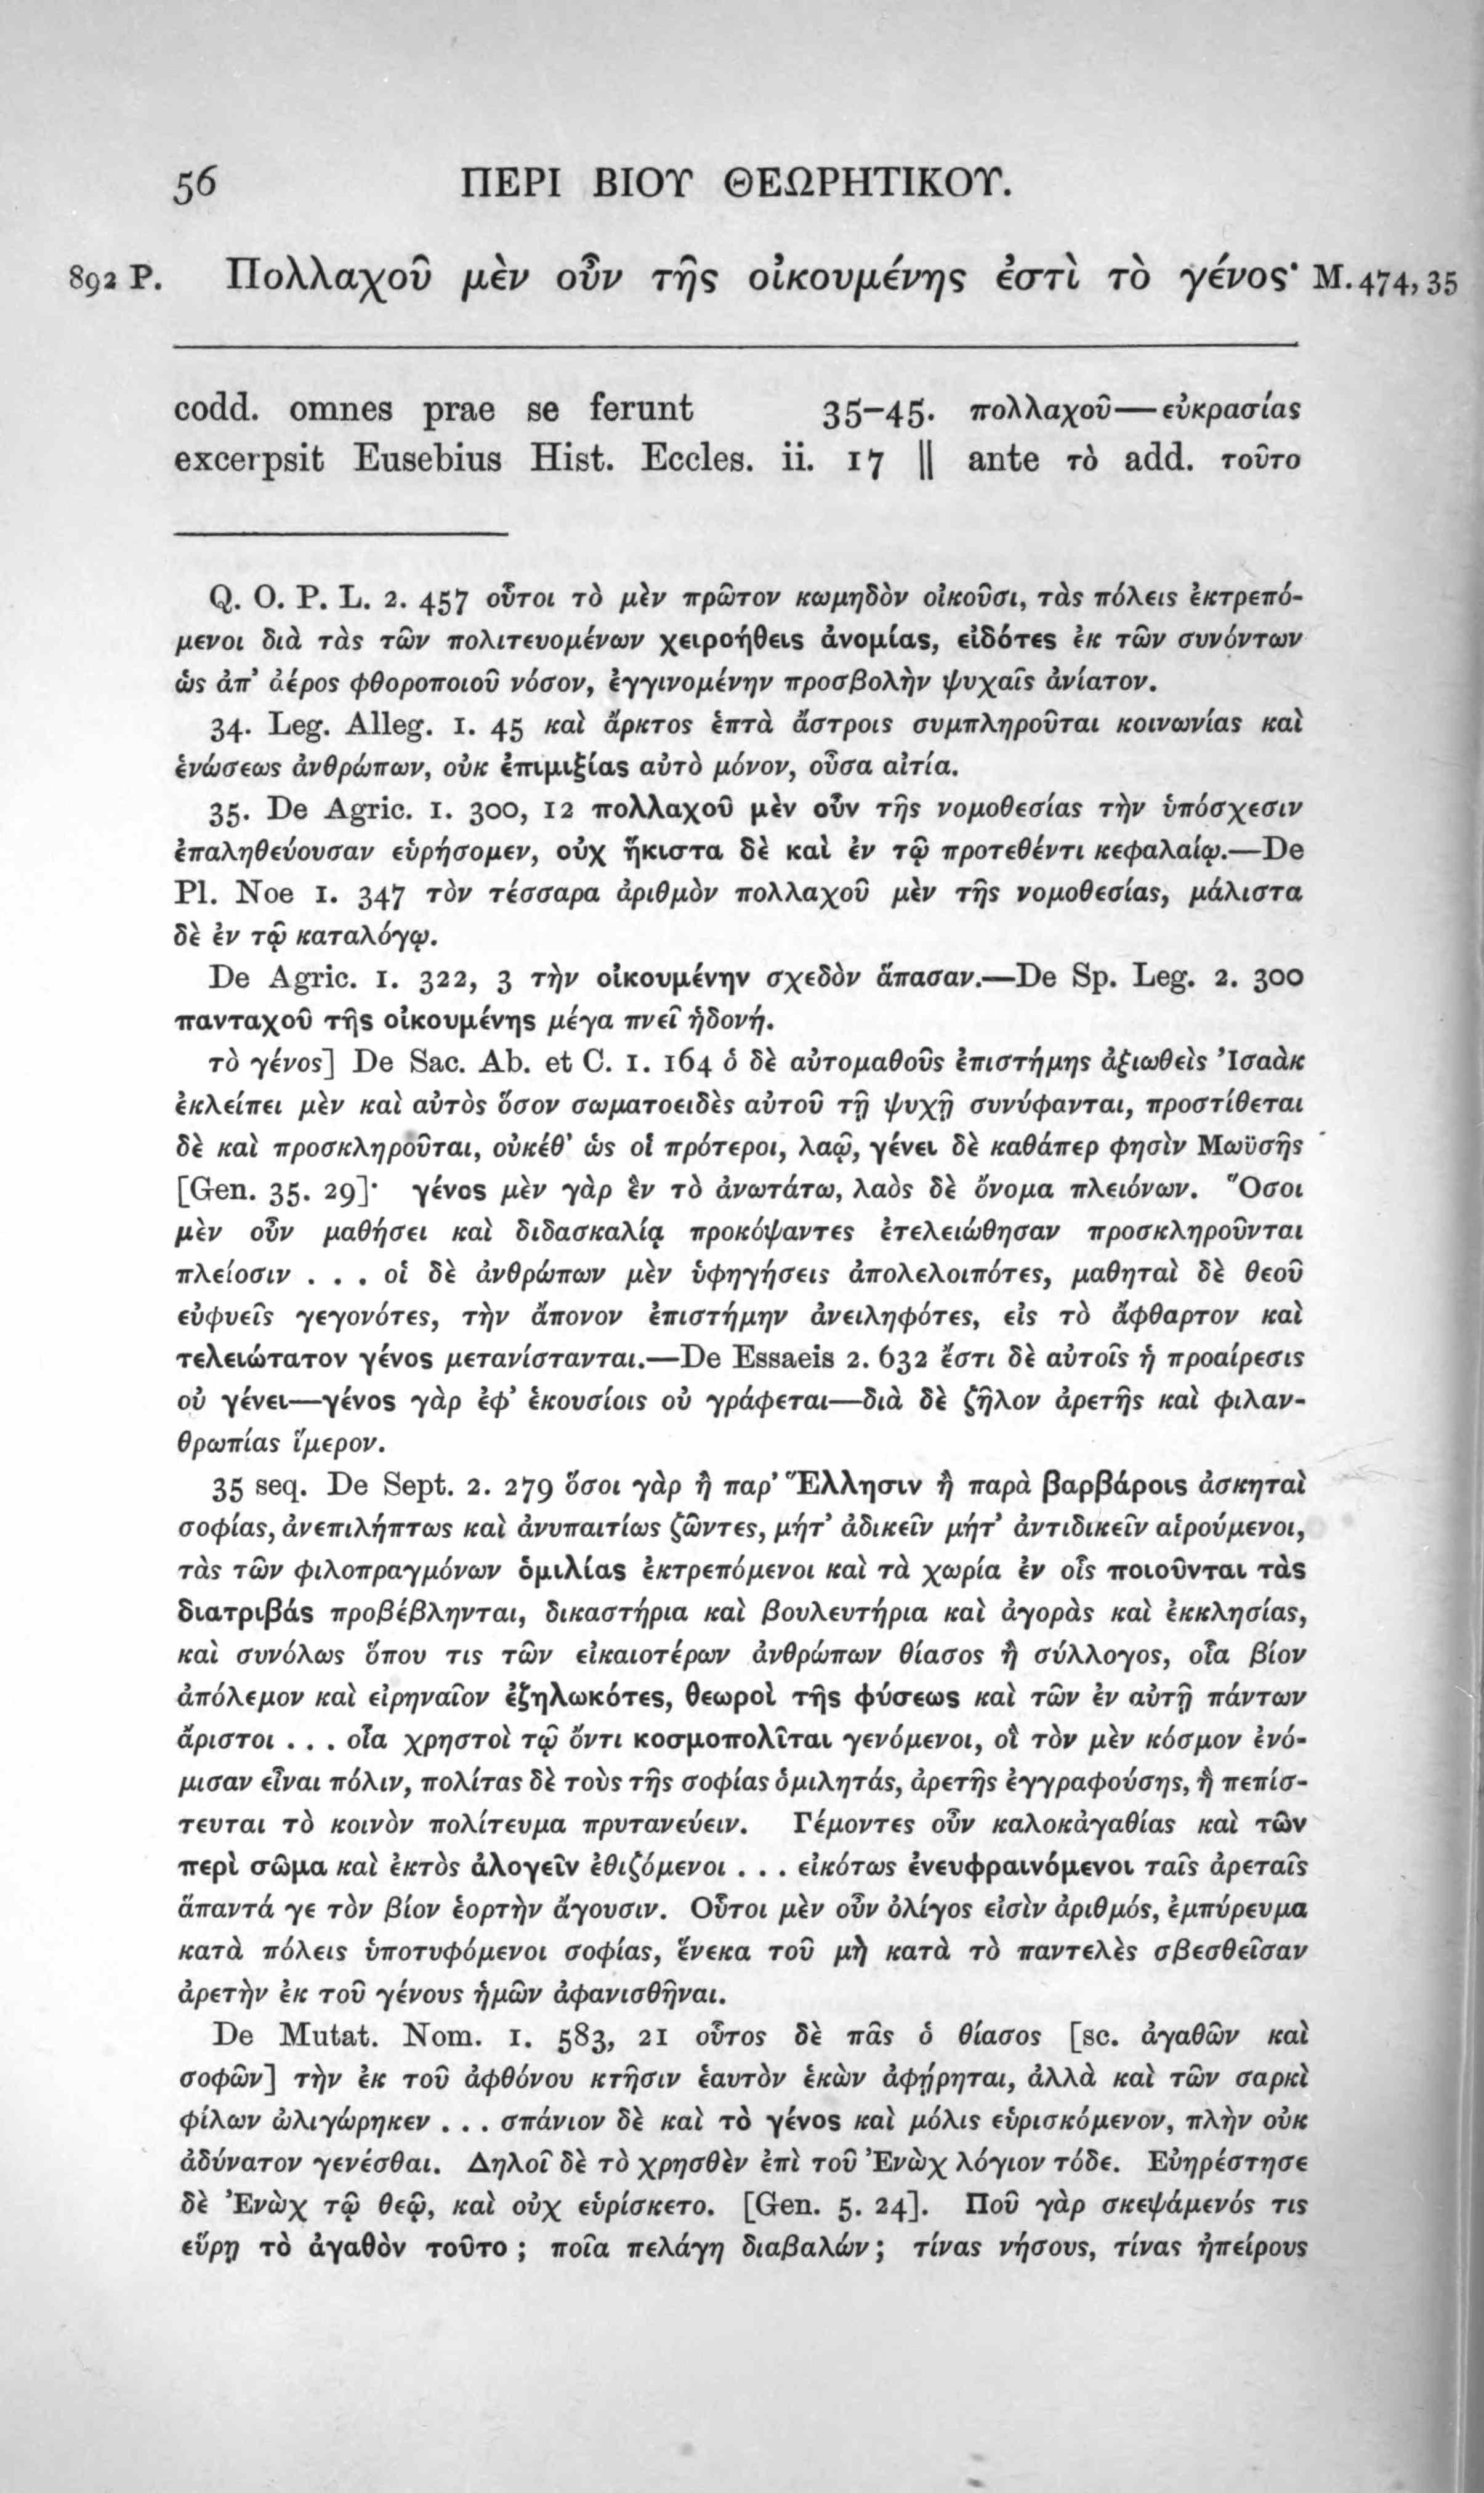 56 ΠΕΡΙ ΒΙΟΥ ΘΕΩΡΗΤΙΚΟΥ.
892 P. Πολλαχοῦ μὲν οὖν τῆς οἰκουμένης ἐστὶ τὸ γένος· M. 474, 35
codd. omnes prae se ferunt 35–45. πολλαχοῦ—εὐκρασίας
excerpsit Eusebius Hist. Eccles. ii. 17 || ante τὸ add. τοῦτο
Q. O. P. L. 2. 457 οὗτοι τὸ μὲν πρῶτον κωμηδὸν οἰκοῦσι, τὰς πόλεις ἐκτρεπό-
μενοι διὰ τὰς τῶν πολιτευομένων χειροήθεις ἀνομίας, εἰδότες ἐκ τῶν συνόντων
ὡς ἀπ’ ἀέρος φθοροποιοῦ νόσον, ἐγγινομένην προσβολὴν ψυχαῖς ἀνίατον.
34. Leg. Alleg. 1. 45 καὶ ἄρκτος ἑπτὰ ἄστροις συμπληροῦται κοινωνίας καὶ
ἑνώσεως ἀνθρώπων, οὐκ ἐπιμιξίας αὐτὸ μόνον, οὖσα αἰτία.
35. De Agric. 1. 300, 12 πολλαχοῦ μὲν οὖν τῆς νομοθεσίας τὴν ὑπόσχεσιν
ἐπαληθεύουσαν εὑρήσομεν, οὐχ ἥκιστα δὲ καὶ ἐν τῷ προτεθέντι κεφαλαίῳ.—De
Pl. Noe 1. 347 τὸν τέσσαρα ἀριθμὸν πολλαχοῦ μὲν τῆς νομοθεσίας, μάλιστα
δὲ ἐν τῷ καταλόγῳ.
De Agric. 1. 322, 3 τὴν οἰκουμένην σχεδὸν ἅπασαν.—De Sp. Leg. 2. 300
πανταχοῦ τῆς οἰκουμένης μέγα πνεῖ ἡδονή.
τὸ γένος] De Sac. Ab. et C. 1. 164 ὁ δὲ αὐτομαθοῦς ἐπιστήμης ἀξιωθεὶς Ἰσαὰκ
ἐκλείπει μὲν καὶ αὐτὸς ὅσον σωματοειδὲς αὐτοῦ τῇ ψυχῇ συνύφανται, προστίθεται
δὲ καὶ προσκληροῦται, οὐκέθ’ ὡς οἱ πρότεροι, λαῷ, γένει δὲ καθάπερ φησὶν Μωϋσῆς
[Gen. 35. 29]· γένος μὲν γὰρ ἓν τὸ ἀνωτάτω, λαὸς δὲ ὄνομα πλειόνων. Ὅσοι
μὲν οὖν μαθήσει καὶ διδασκαλίᾳ προκόψαντες ἐτελειώθησαν προσκληροῦνται
πλείοσιν . . . οἱ δὲ ἀνθρώπων μὲν ὑφηγήσεις ἀπολελοιπότες, μαθηταὶ δὲ θεοῦ
εὐφυεῖς γεγονότες, τὴν ἄπονον ἐπιστήμην ἀνειληφότες, εἰς τὸ ἄφθαρτον καὶ
τελειώτατον γένος μετανίστανται.—De Essaeis 2. 632 ἔστι δὲ αὐτοῖς ἡ προαίρεσις
οὐ γένει—γένος γὰρ ἐφ’ ἑκουσίοις οὐ γράφεται—διὰ δὲ ζῆλον ἀρετῆς καὶ φιλαν-
θρωπίας ἵμερον.
35 seq. De Sept. 2. 279 ὅσοι γὰρ ἢ παρ’ Ἕλλησιν ἢ παρὰ βαρβάροις ἀσκηταὶ
σοφίας, ἀνεπιλήπτως καὶ ἀνυπαιτίως ζῶντες, μήτ’ ἀδικεῖν μήτ’ ἀντιδικεῖν αἱρούμενοι,
τὰς τῶν φιλοπραγμόνων ὁμιλίας ἐκτρεπόμενοι καὶ τὰ χωρία ἐν οἷς ποιοῦνται τὰς
διατριβάς προβέβληνται, δικαστήρια καὶ βουλευτήρια καὶ ἀγορὰς καὶ ἐκκλησίας,
καὶ συνόλως ὅπου τις τῶν εἰκαιοτέρων ἀνθρώπων θίασος ἢ σύλλογος, οἷα βίον
ἀπόλεμον καὶ εἰρηναῖον ἐζηλωκότες, θεωροὶ τῆς φύσεως καὶ τῶν ἐν αὐτῇ πάντων
ἄριστοι . . . οἷα χρηστοὶ τῷ ὄντι κοσμοπολῖται γενόμενοι, οἳ τὸν μὲν κόσμον ἐνό-
μισαν εἶναι πόλιν, πολίτας δὲ τοὺς τῆς σοφίας ὁμιλητάς, ἀρετῆς ἐγγραφούσης, ᾗ πεπίσ-
τευται τὸ κοινὸν πολίτευμα πρυτανεύειν. Γέμοντες οὖν καλοκἀγαθίας καὶ τῶν
περὶ σῶμα καὶ ἐκτὸς ἀλογεῖν ἐθιζόμενοι . . . εἰκότως ἐνευφραινόμενοι ταῖς ἀρεταῖς
ἅπαντά γε τὸν βίον ἑορτὴν ἄγουσιν. Οὗτοι μὲν οὖν ὀλίγος εἰσὶν ἀριθμός, ἐμπύρευμα
κατὰ πόλεις ὑποτυφόμενοι σοφίας, ἕνεκα τοῦ μὴ κατὰ τὸ παντελὲς σβεσθεῖσαν
ἀρετὴν ἐκ τοῦ γένους ἡμῶν ἀφανισθῆναι.
De Mutat. Nom. 1. 583, 21 οὗτος δὲ πᾶς ὁ θίασος [sc. ἀγαθῶν καὶ
σοφῶν] τὴν ἐκ τοῦ ἀφθόνου κτῆσιν ἑαυτὸν ἑκὼν ἀφῄρηται, ἀλλὰ καὶ τῶν σαρκὶ
φίλων ὠλιγώρηκεν . . . σπάνιον δὲ καὶ τὸ γένος καὶ μόλις εὑρισκόμενον, πλὴν οὐκ
ἀδύνατον γενέσθαι. Δηλοῖ δὲ τὸ χρησθὲν ἐπὶ τοῦ Ἐνὼχ λόγιον τόδε. Εὐηρέστησε
δὲ Ἐνὼχ τῷ θεῷ, καὶ οὐχ εὑρίσκετο. [Gen. 5. 24]. Ποῦ γὰρ σκεψάμενός τις
εὕρῃ τὸ ἀγαθὸν τοῦτο ; ποῖα πελάγη διαβαλών ; τίνας νήσους, τίνας ἠπείρους